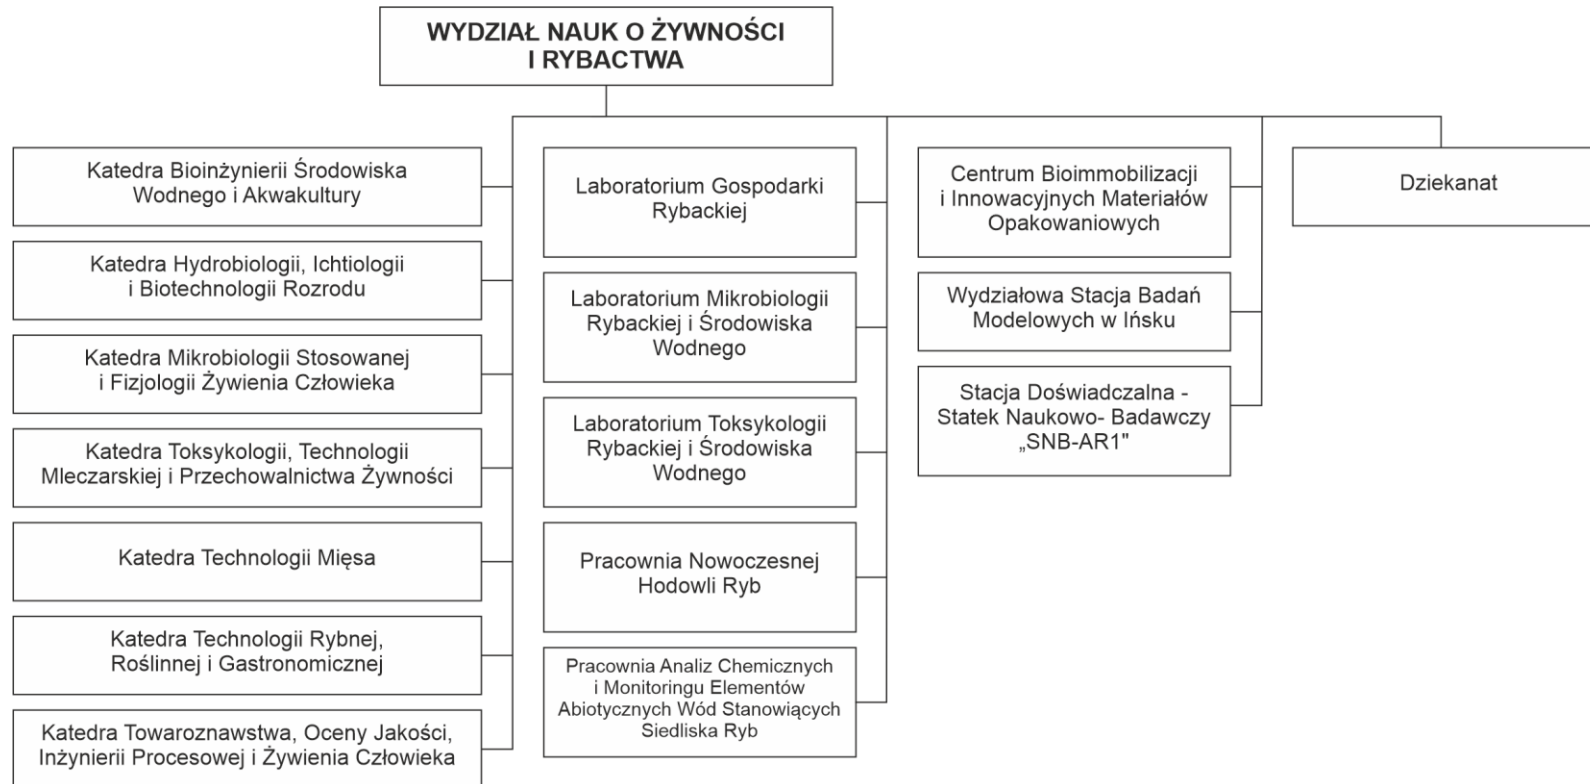 WYDZIAŁ NAUK O ŻYWNOŚCI
I RYBACTWA
Katedra Bioinżynierii Środowiska
Wodnego i Akwakultury
Katedra Hydrobiologii, Ichtiologii
i Biotechnologii Rozrodu
Katedra Mikrobiologii Stosowanej
i Fizjologii Żywienia Człowieka
Katedra Toksykologii, Technologii
Mleczarskiej i Przechowalnictwa Żywności
Katedra Technologii Mięsa
Katedra Technologii Rybnej,
Roślinnej i Gastronomicznej
Katedra Towaroznawstwa, Oceny Jakości,
Inżynierii Procesowej i Żywienia Człowieka
Laboratorium Gospodarki
Rybackiej
Laboratorium Mikrobiologii
Rybackiej i Środowiska
Wodnego
Laboratorium Toksykologii
Rybackiej i Środowiska
Wodnego
Pracownia Nowoczesnej
Hodowli Ryb
Pracownia Analiz Chemicznych
i Monitoringu Elementów
Abiotycznych Wód Stanowiących
Siedliska Ryb
Centrum Bioimmobilizacji
i Innowacyjnych Materiałów
Opakowaniowych
Wydziałowa Stacja Badań
Modelowych w Ińsku
Stacja Doświadczalna -
Statek Naukowo- Badawczy
„SNB-AR1"
Dziekanat